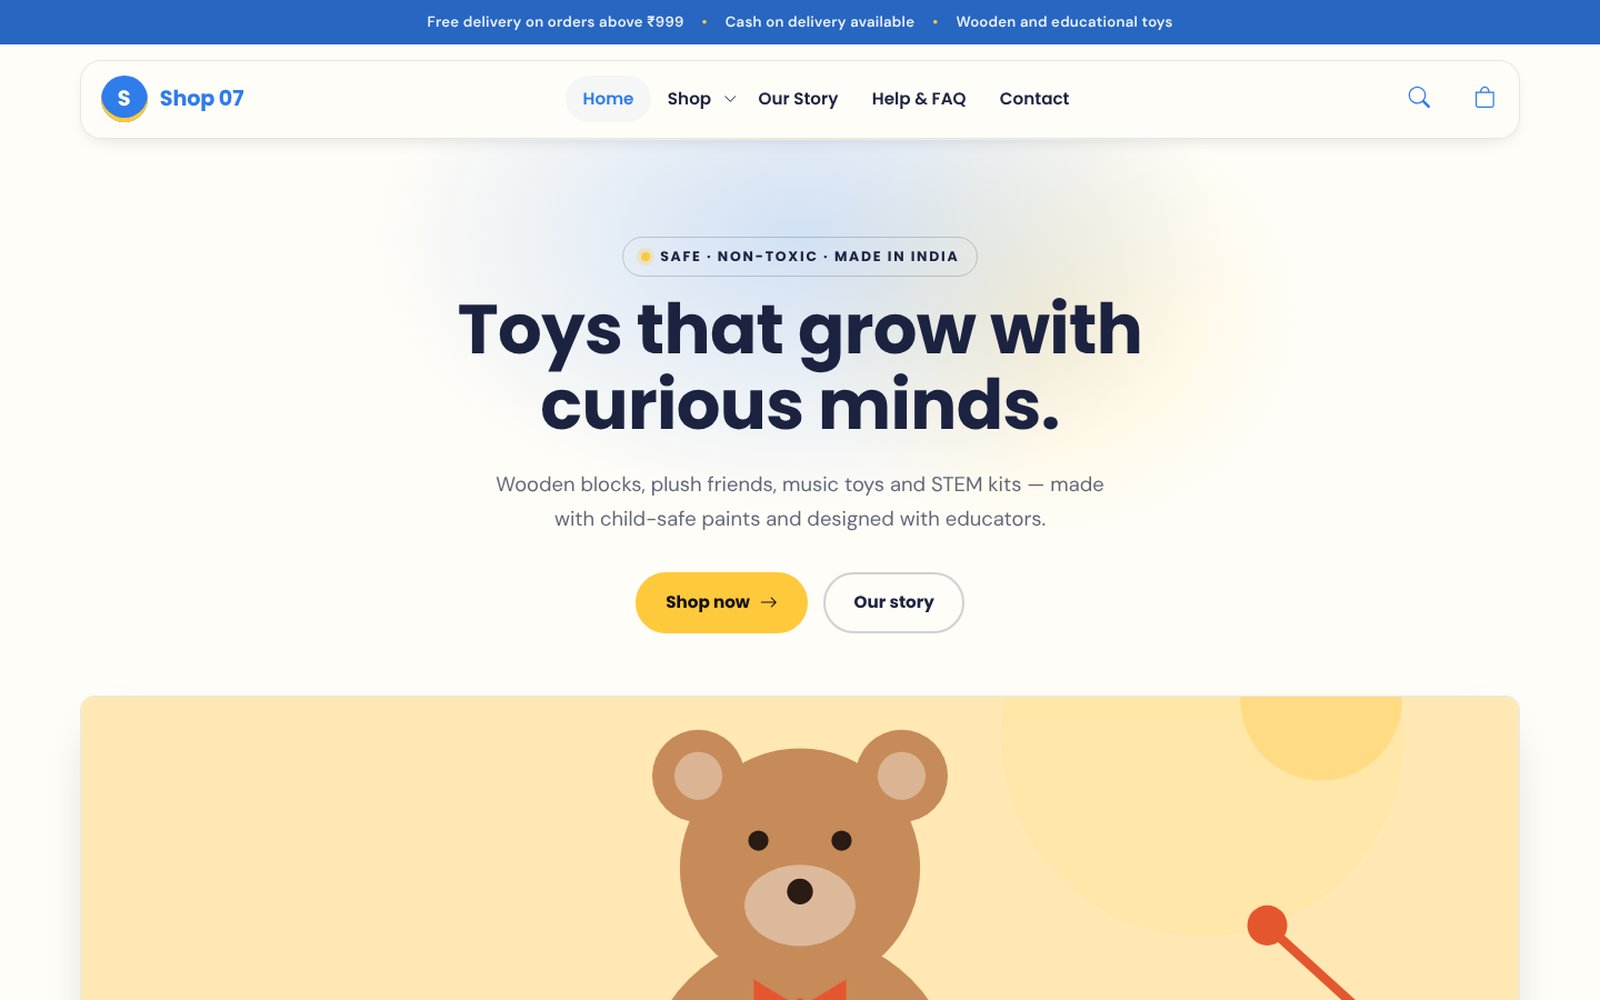 Free delivery on orders above ₹999 • Cash on delivery available • Wooden and educational toys
S Shop 07 Home Shop Our Story Help & FAQ Contact
SAFE · NON-TOXIC · MADE IN INDIA
Toys that grow with
curious minds.
Wooden blocks, plush friends, music toys and STEM kits — made
with child-safe paints and designed with educators.
Shop now → Our story